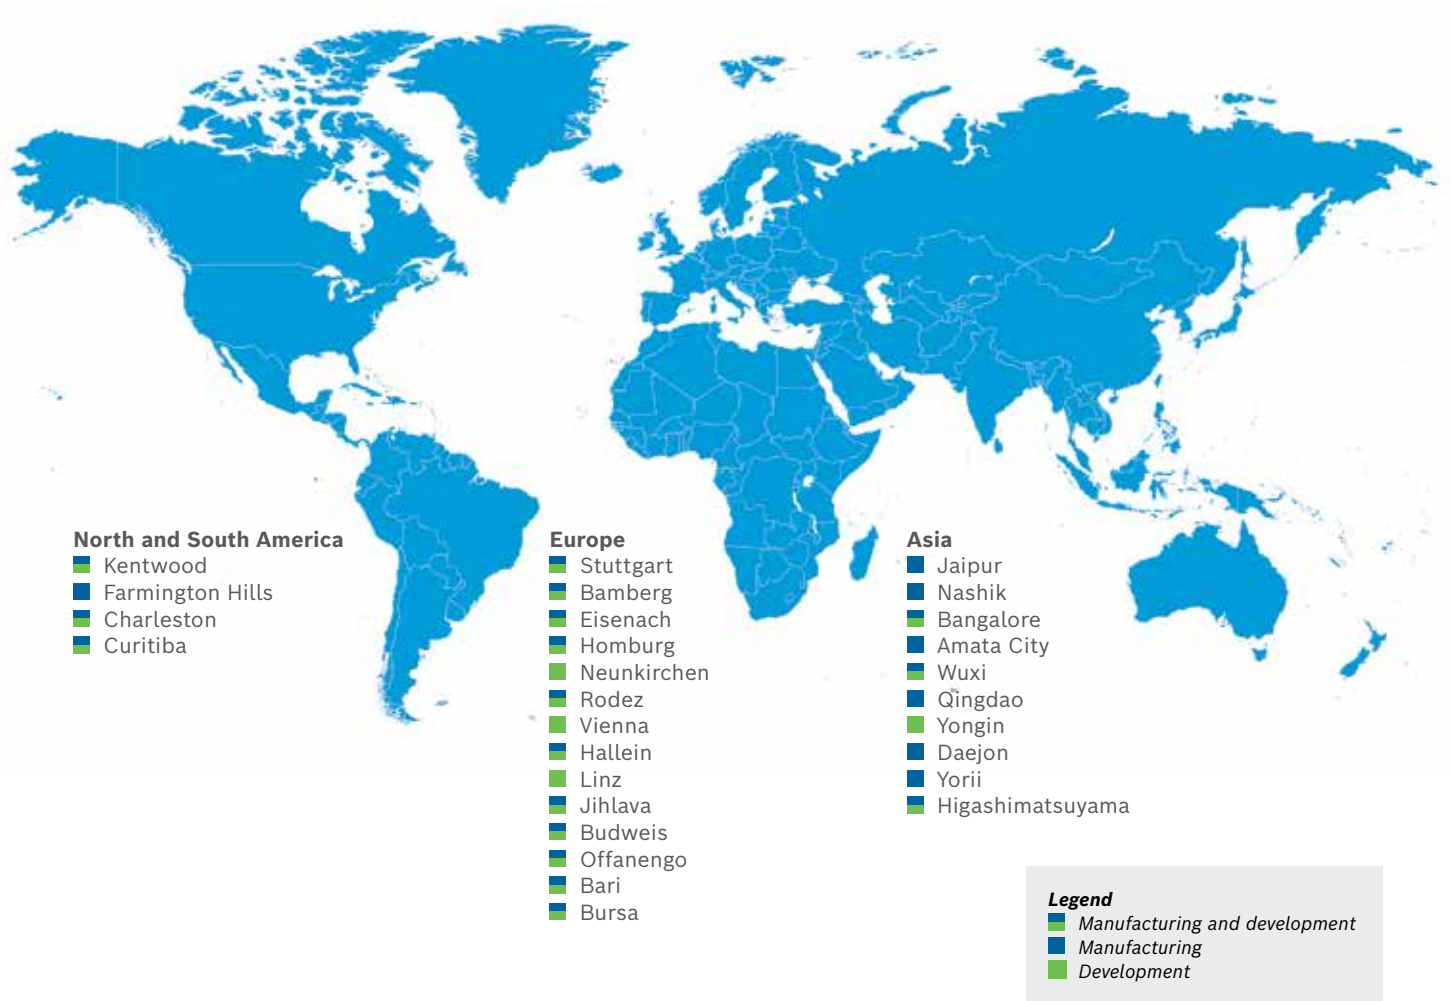 North and South America
Kentwood
Farmington Hills
Charleston
Curitiba
Europe
Stuttgart
Bamberg
Eisenach
Homburg
Neunkirchen
Rodez
Vienna
Hallein
Linz
Jihlava
Budweis
Offanengo
Bari
Bursa
Asia
Jaipur
Nashik
Bangalore
Amata City
Wuxi
Qingdao
Yongin
Daejon
Yorii
Higashimatsuyama
Legend
Manufacturing and development
Manufacturing
Development